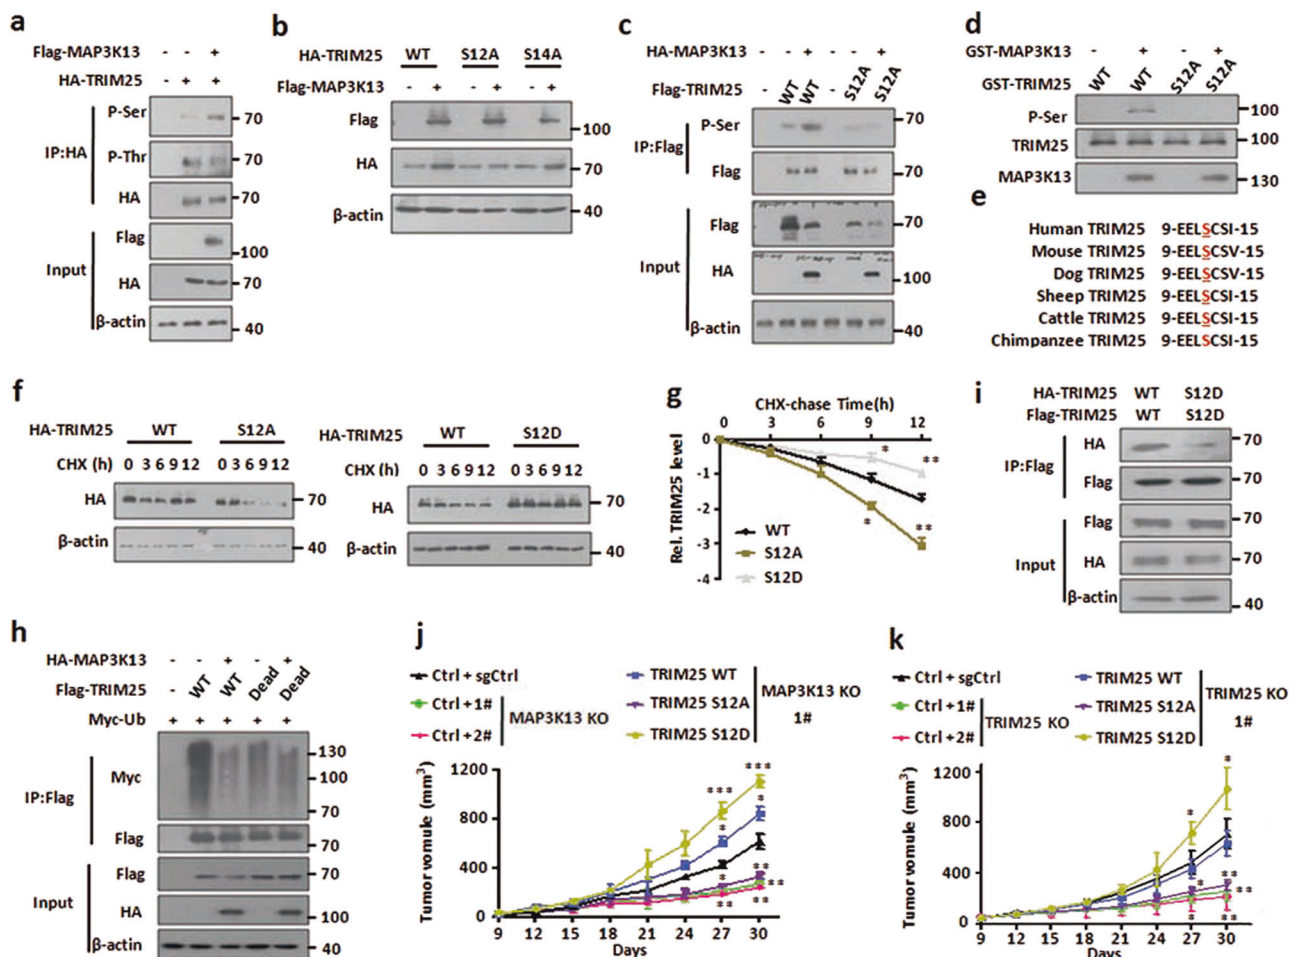 a
Flag-MAP3K13 - - +
HA-TRIM25 - + +
IP:HA
P-Ser 70
P-Thr 70
HA 70
Input
Flag 100
HA 70
β-actin 40
b
HA-TRIM25 WT S12A S14A
Flag-MAP3K13 - + - + - +
Flag 100
HA 70
β-actin 40
c
HA-MAP3K13 - - + - - +
Flag-TRIM25 - WT WT - S12A S12A
IP:Flag
P-Ser 70
Flag
Input
Flag 70
HA 100
β-actin 40
d
GST-MAP3K13 - + - +
GST-TRIM25 WT WT S12A S12A
P-Ser 100
TRIM25 100
MAP3K13 130
e
Human TRIM25 9-EELSCSI-15
Mouse TRIM25 9-EELSCSV-15
Dog TRIM25 9-EELSCSV-15
Sheep TRIM25 9-EELSCSI-15
Cattle TRIM25 9-EELSCSI-15
Chimpanzee TRIM25 9-EELSCSI-15
f
HA-TRIM25 WT S12A
CHX (h) 0 3 6 9 12 0 3 6 9 12
HA 70
β-actin 40
HA-TRIM25 WT S12D
CHX (h) 0 3 6 9 12 0 3 6 9 12
HA 70
β-actin 40
g
CHX-chase Time(h)
0 3 6 9 12
Rel. TRIM25 level
0
-1
-2
-3
-4
* **
* **
WT
S12A
S12D
h
HA-MAP3K13 - - + - +
Flag-TRIM25 - WT WT Dead Dead
Myc-Ub + + + + +
IP:Flag
Myc
130
100
70
Flag 70
Input
Flag 70
HA 100
β-actin 40
i
HA-TRIM25 WT S12D
Flag-TRIM25 WT S12D
IP:Flag
HA 70
Flag 70
Input
Flag 70
HA 70
β-actin 40
j
Ctrl + sgCtrl
Ctrl +1#
Ctrl +2#
MAP3K13 KO
TRIM25 WT
TRIM25 S12A
TRIM25 S12D
MAP3K13 KO
1#
Tumor vomule (mm³)
1200
800
400
0
*** ***
* *
* **
** **
**
9 12 15 18 21 24 27 30
Days
k
Ctrl + sgCtrl
Ctrl +1#
Ctrl +2#
TRIM25 KO
TRIM25 WT
TRIM25 S12A
TRIM25 S12D
TRIM25 KO
1#
Tumor vomule (mm³)
1200
800
400
0
* *
* **
**
* **
9 12 15 18 21 24 27 30
Days